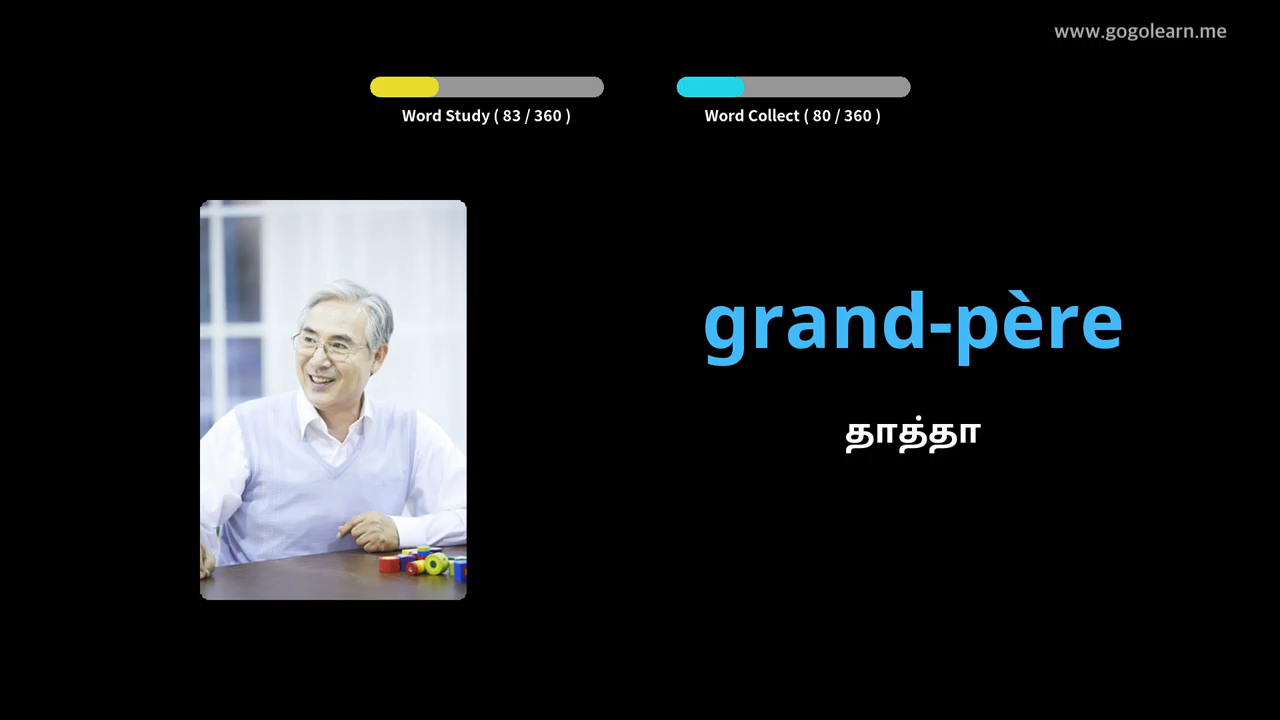 www.gogolearn.me
Word Study ( 83 / 360 )
Word Collect ( 80 / 360 )
grand-père
தாத்தா